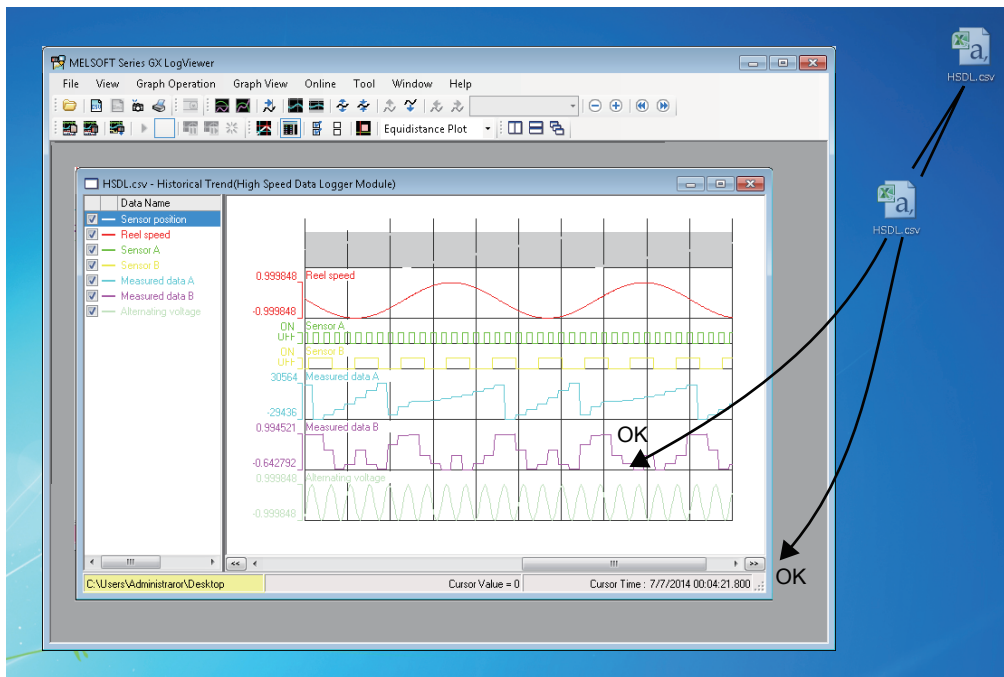 HSDL.csv
MELSOFT Series GX LogViewer
File View Graph Operation Graph View Online Tool Window Help
Equidistance Plot
HSDL.csv
HSDL.csv - Historical Trend(High Speed Data Logger Module)
Data Name
Sensor position
Reel speed
Sensor A
Sensor B
Measured data A
Measured data B
Alternating voltage
0.999848 Reel speed
-0.999848
ON Sensor A
OFF
ON Sensor B
OFF
30564 Measured data A
-29436
0.994521 Measured data B
OK
-0.642792
0.999848 Alternating voltage
-0.999848
OK
C:\Users\Administraror\Desktop Cursor Value = 0 Cursor Time : 7/7/2014 00:04:21.800